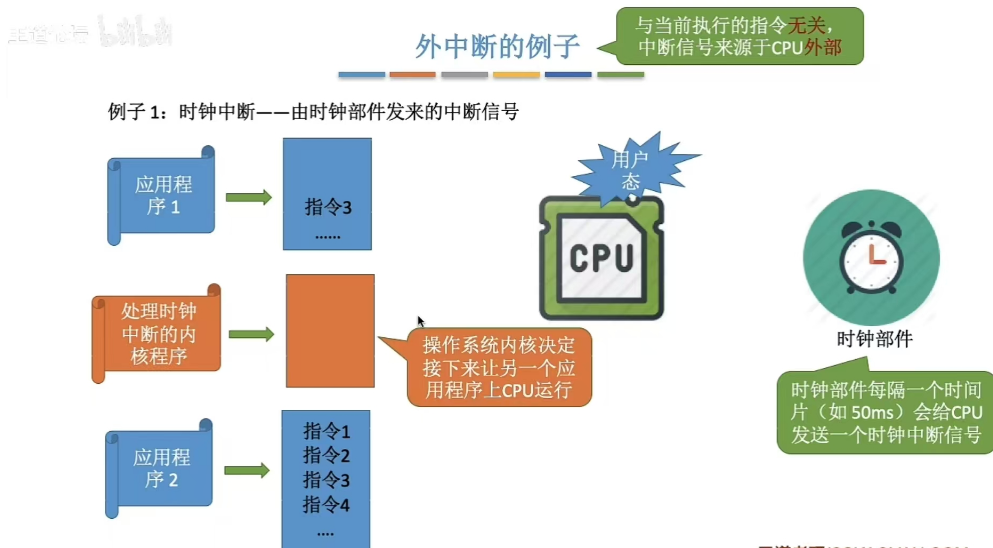 外中断的例子
与当前执行的指令无关，
中断信号来源于CPU外部
例子 1：时钟中断——由时钟部件发来的中断信号
应用程
序 1
指令3
......
用户
态
CPU
处理时钟
中断的内
核程序
操作系统内核决定
接下来让另一个应
用程序上CPU运行
时钟部件
时钟部件每隔一个时间
片（如 50ms）会给CPU
发送一个时钟中断信号
应用程
序 2
指令1
指令2
指令3
指令4
....